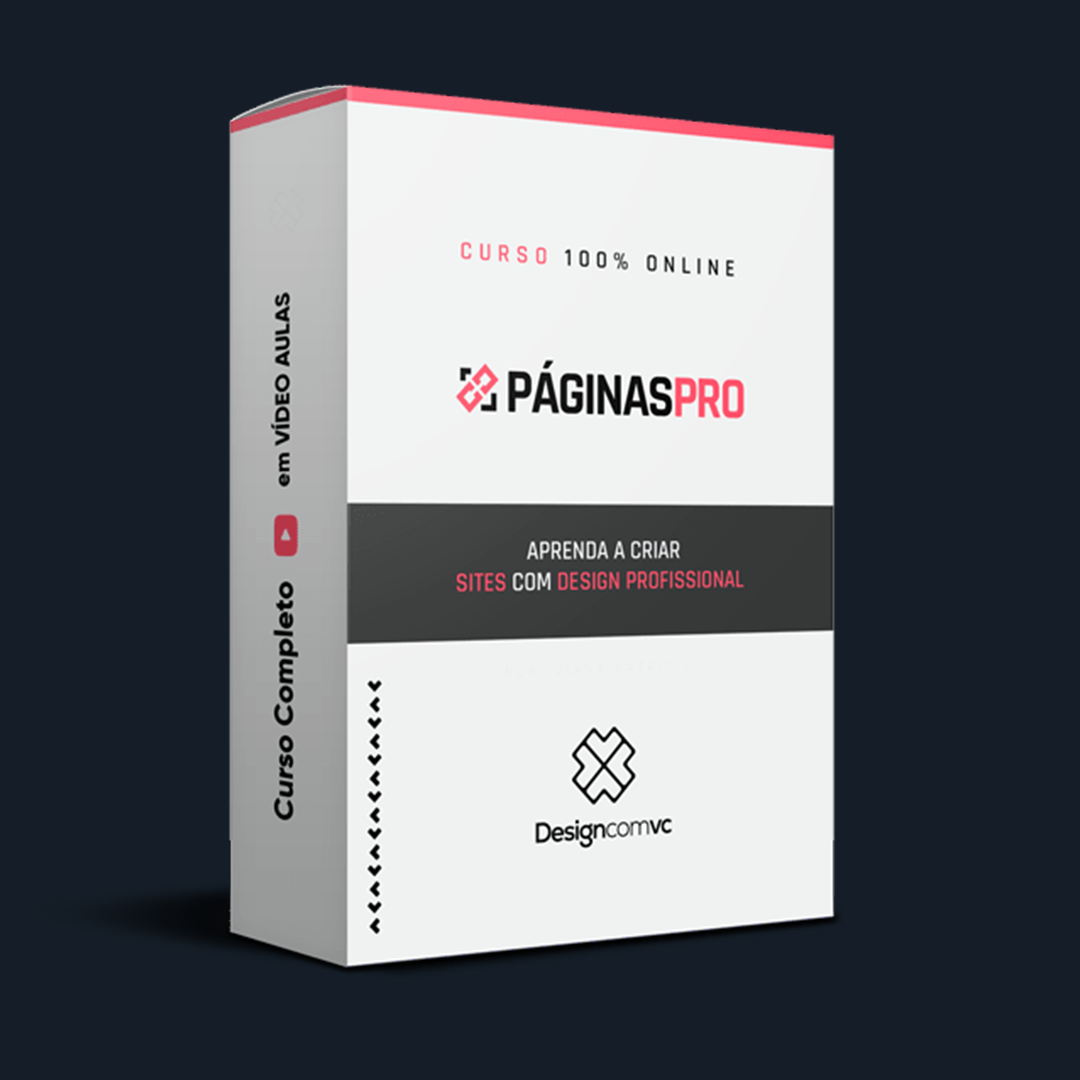 CURSO 100% ONLINE
PÁGINASPRO
APRENDA A CRIAR
SITES COM DESIGN PROFISSIONAL
Designcomvc
Curso Completo em VÍDEO AULAS